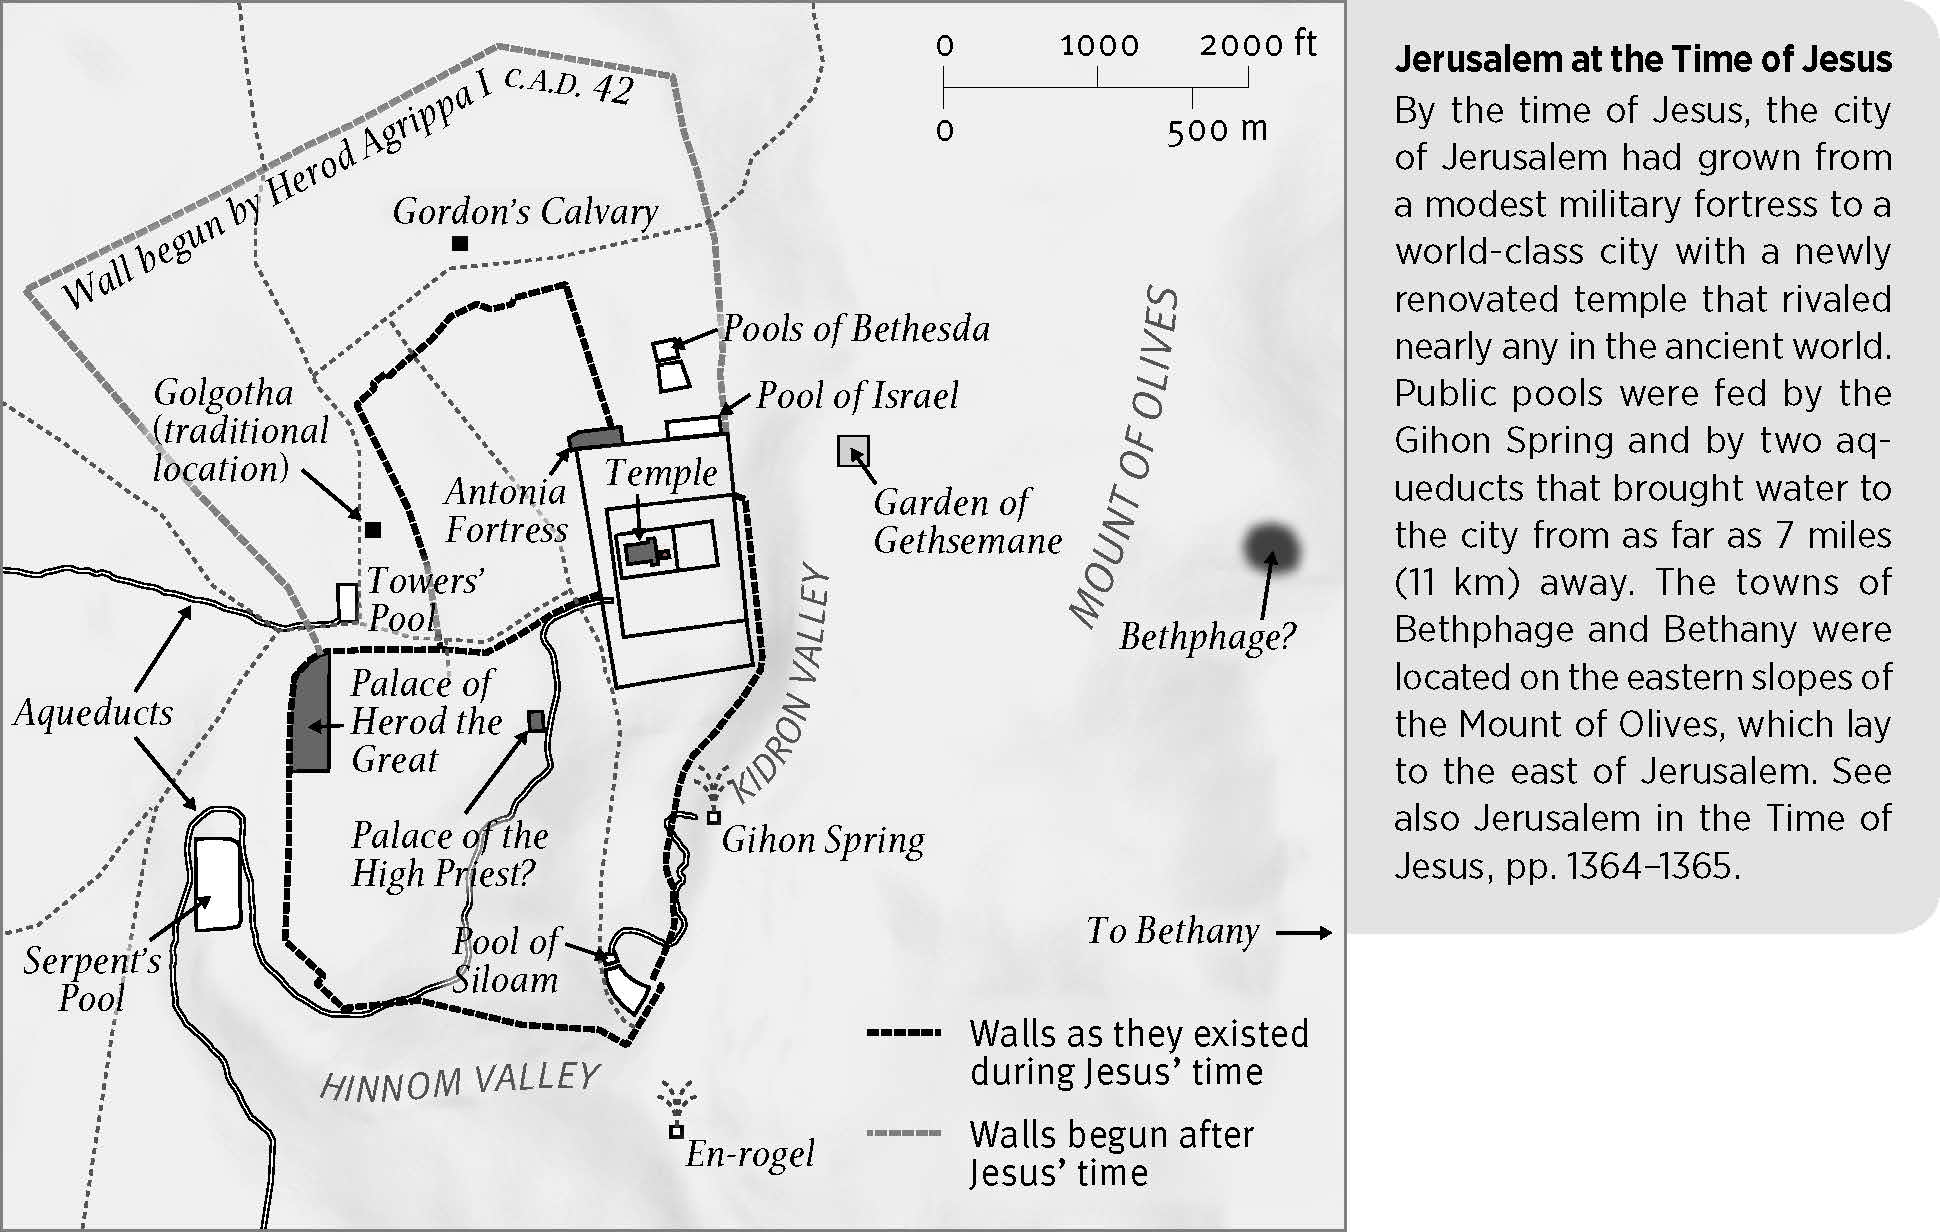 0 1000 2000 ft
0 500 m
Wall begun by Herod Agrippa I c.A.D. 42
Gordon's Calvary
Pools of Bethesda
Pool of Israel
Golgotha
(traditional
location)
Antonia
Fortress
Temple
Garden of
Gethsemane
MOUNT OF OLIVES
Bethphage?
Towers'
Pool
KIDRON VALLEY
Aqueducts
Palace of
Herod the
Great
Palace of the
High Priest?
Gihon Spring
Serpent's
Pool
Pool of
Siloam
To Bethany
HINNOM VALLEY
En-rogel
Walls as they existed
during Jesus’ time
Walls begun after
Jesus’ time
Jerusalem at the Time of Jesus
By the time of Jesus, the city
of Jerusalem had grown from
a modest military fortress to a
world-class city with a newly
renovated temple that rivaled
nearly any in the ancient world.
Public pools were fed by the
Gihon Spring and by two aq-
ueducts that brought water to
the city from as far as 7 miles
(11 km) away. The towns of
Bethphage and Bethany were
located on the eastern slopes of
the Mount of Olives, which lay
to the east of Jerusalem. See
also Jerusalem in the Time of
Jesus, pp. 1364–1365.